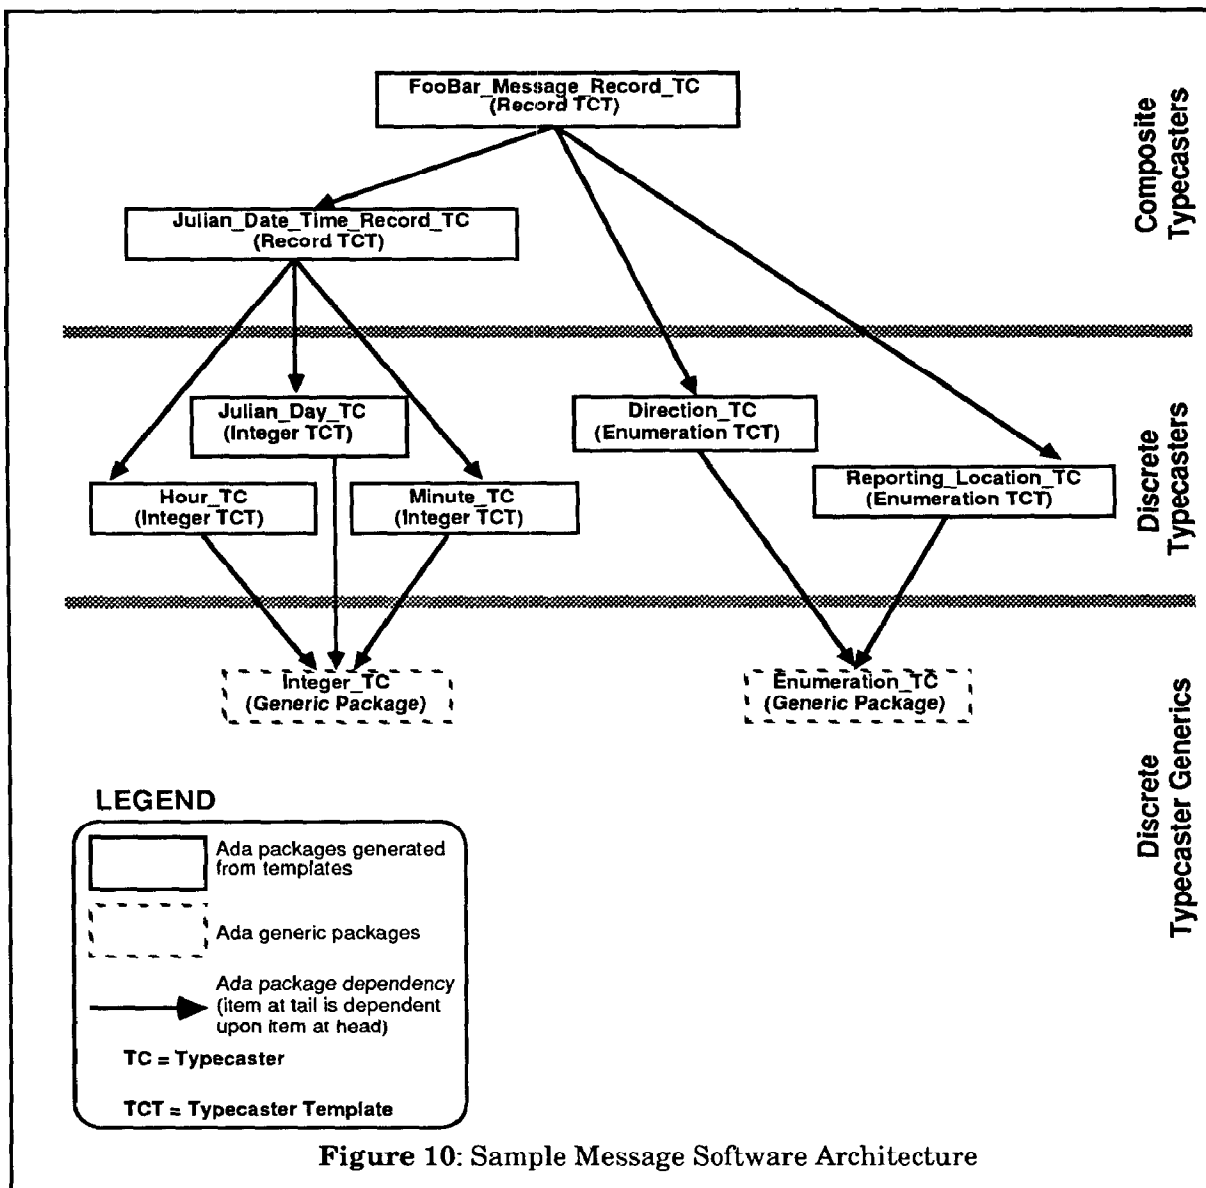 FooBar_Message_Record_TC
(Record TCT)
Composite
Typecasters
Julian_Date_Time_Record_TC
(Record TCT)
Julian_Day_TC
(Integer TCT)
Direction_TC
(Enumeration TCT)
Discrete
Typecasters
Hour_TC
(Integer TCT)
Minute_TC
(Integer TCT)
Reporting_Location_TC
(Enumeration TCT)
Integer_TC
(Generic Package)
Enumeration_TC
(Generic Package)
Discrete
Typecaster Generics
LEGEND
Ada packages generated
from templates
Ada generic packages
Ada package dependency
(item at tail is dependent
upon item at head)
TC = Typecaster
TCT = Typecaster Template
Figure 10: Sample Message Software Architecture